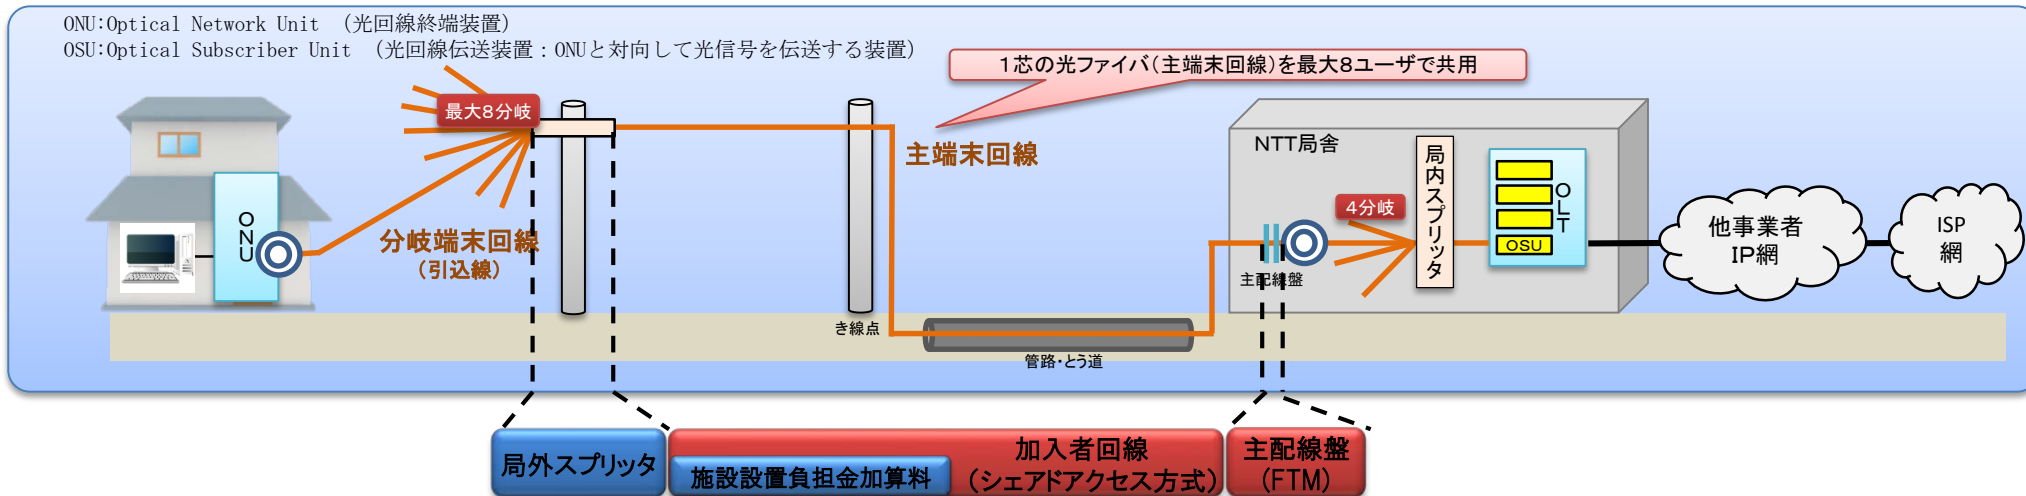 ONU:Optical Network Unit （光回線終端装置）
OSU:Optical Subscriber Unit （光回線伝送装置：ONUと対向して光信号を伝送する装置）
１芯の光ファイバ（主端末回線）を最大８ユーザで共用
最大８分岐
主端末回線
NTT局舎
局内スプリッタ
OLT
OSU
４分岐
他事業者
IP網
ISP
網
ONU
分岐端末回線
（引込線）
主配線盤
き線点
管路・とう道
局外スプリッタ
施設設置負担金加算料
加入者回線
（シェアドアクセス方式）
主配線盤
（FTM）